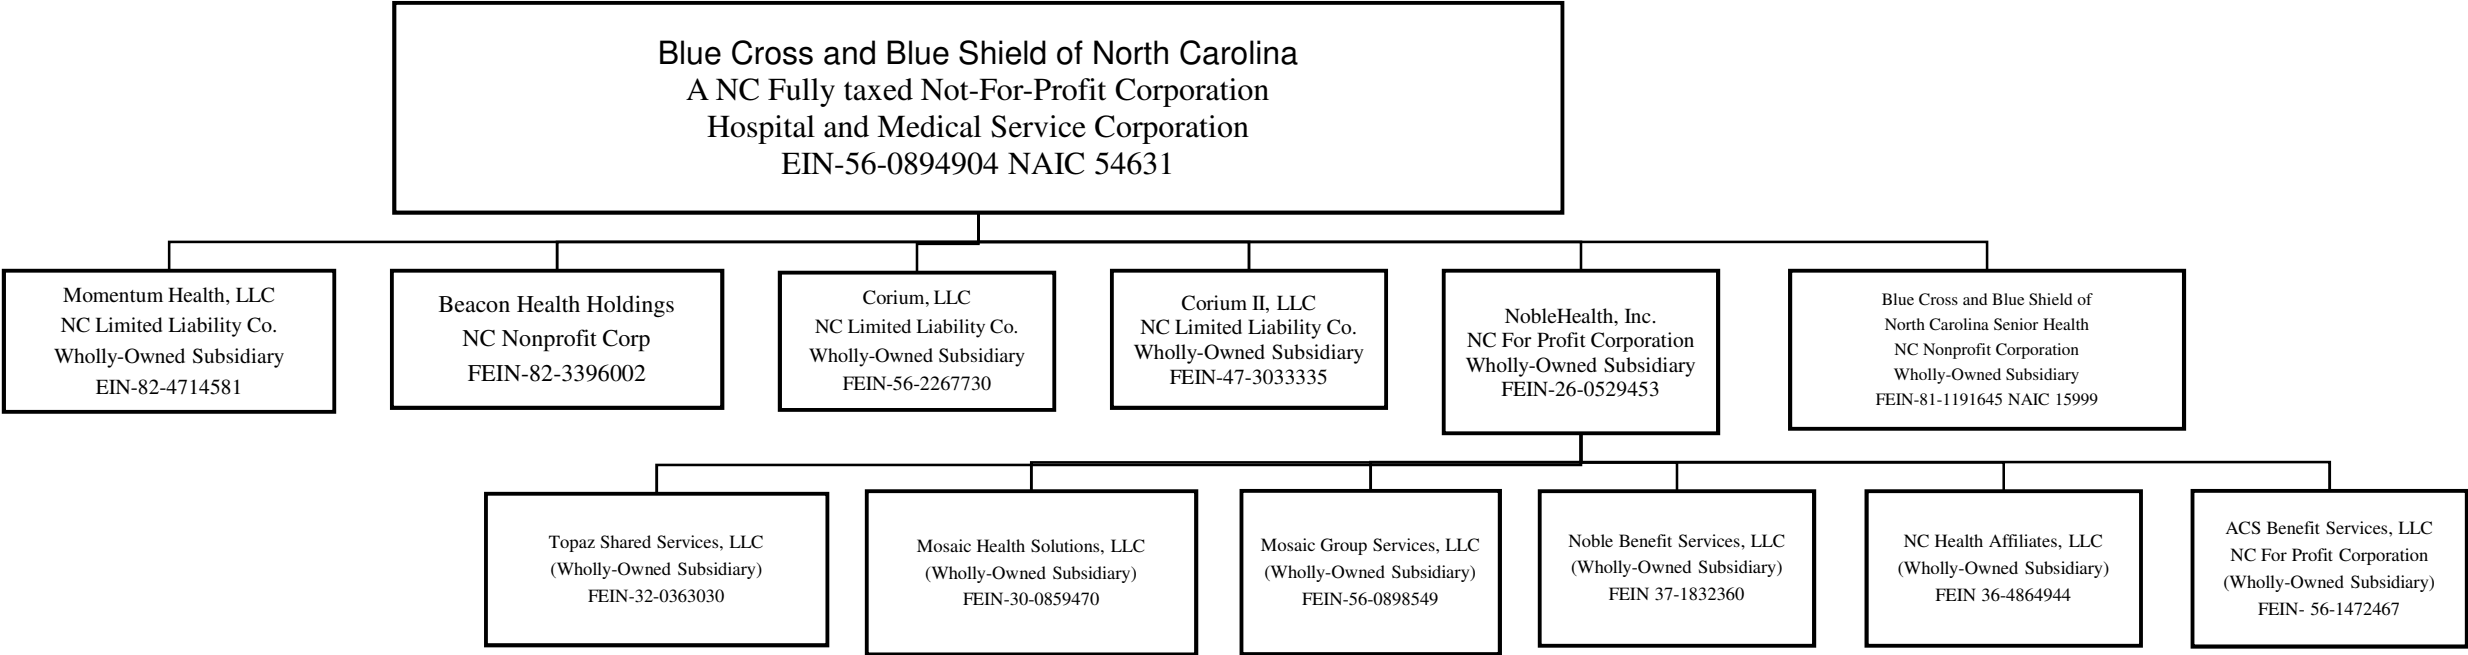 Blue Cross and Blue Shield of North Carolina
A NC Fully taxed Not-For-Profit Corporation
Hospital and Medical Service Corporation
EIN-56-0894904 NAIC 54631
Momentum Health, LLC
NC Limited Liability Co.
Wholly-Owned Subsidiary
EIN-82-4714581
Beacon Health Holdings
NC Nonprofit Corp
FEIN-82-3396002
Corium, LLC
NC Limited Liability Co.
Wholly-Owned Subsidiary
FEIN-56-2267730
Corium II, LLC
NC Limited Liability Co.
Wholly-Owned Subsidiary
FEIN-47-3033335
NobleHealth, Inc.
NC For Profit Corporation
Wholly-Owned Subsidiary
FEIN-26-0529453
Blue Cross and Blue Shield of
North Carolina Senior Health
NC Nonprofit Corporation
Wholly-Owned Subsidiary
FEIN-81-1191645 NAIC 15999
Topaz Shared Services, LLC
(Wholly-Owned Subsidiary)
FEIN-32-0363030
Mosaic Health Solutions, LLC
(Wholly-Owned Subsidiary)
FEIN-30-0859470
Mosaic Group Services, LLC
(Wholly-Owned Subsidiary)
FEIN-56-0898549
Noble Benefit Services, LLC
(Wholly-Owned Subsidiary)
FEIN 37-1832360
NC Health Affiliates, LLC
(Wholly-Owned Subsidiary)
FEIN 36-4864944
ACS Benefit Services, LLC
NC For Profit Corporation
(Wholly-Owned Subsidiary)
FEIN- 56-1472467